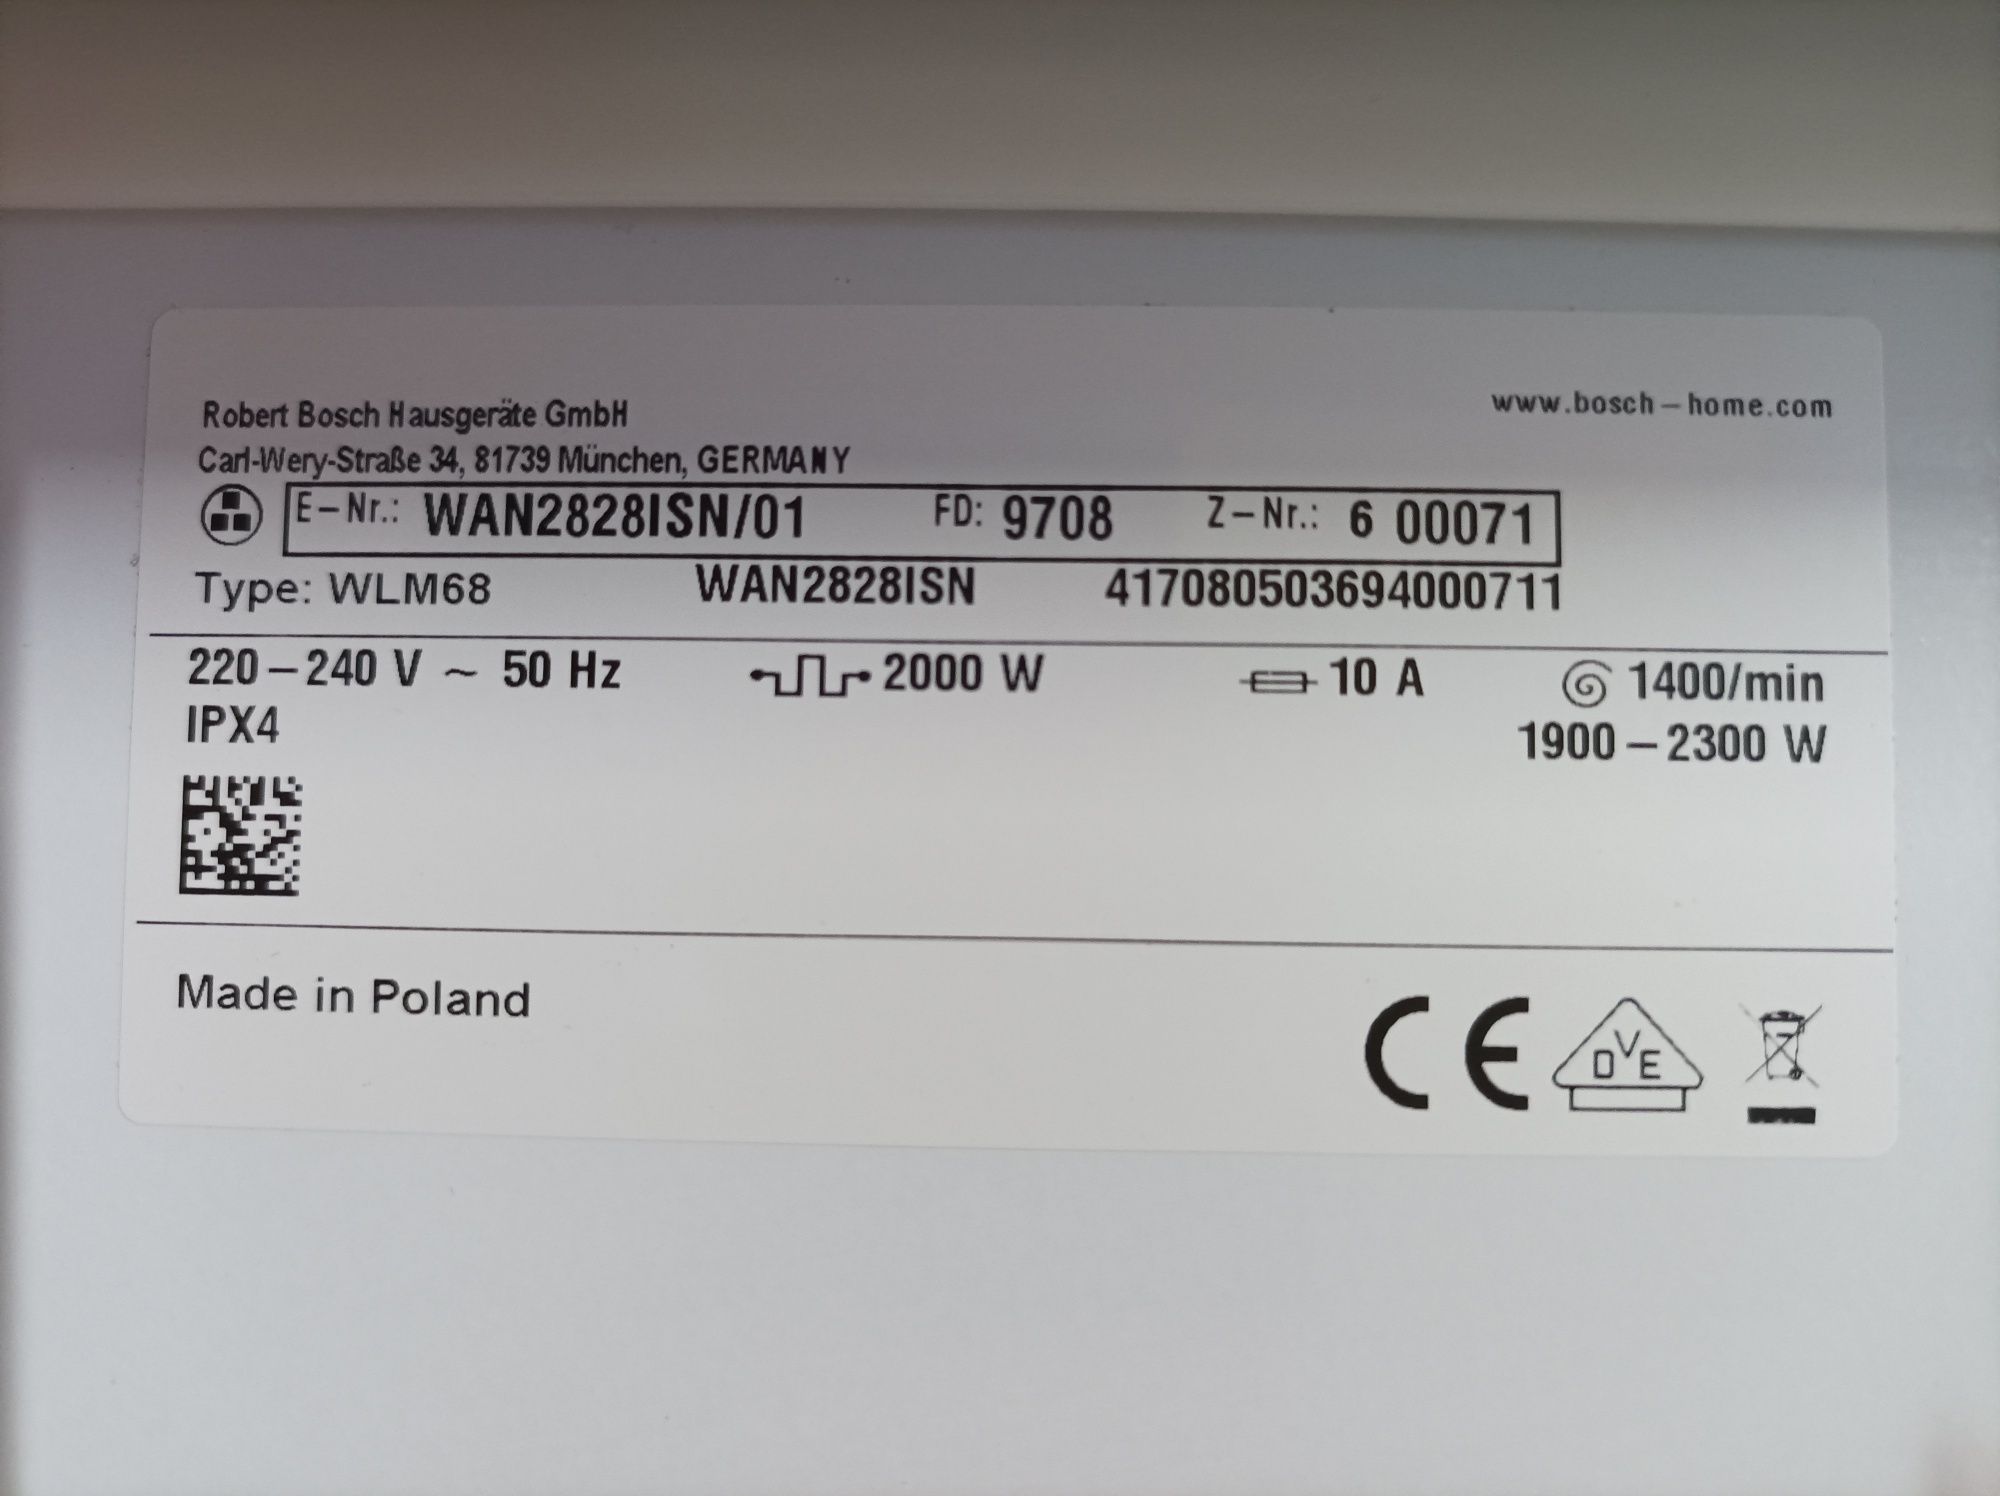 Robert Bosch Hausgeräte GmbH
www.bosch-home.com
Carl-Wery-Straße 34, 81739 München, GERMANY
E-Nr.: WAN2828ISN/01 FD: 9708 Z-Nr.: 6 00071
Type: WLM68 WAN2828ISN 417080503694000711
220-240 V ~ 50 Hz 2000 W 10 A 1400/min
IPX4 1900-2300 W
Made in Poland
CE DVE